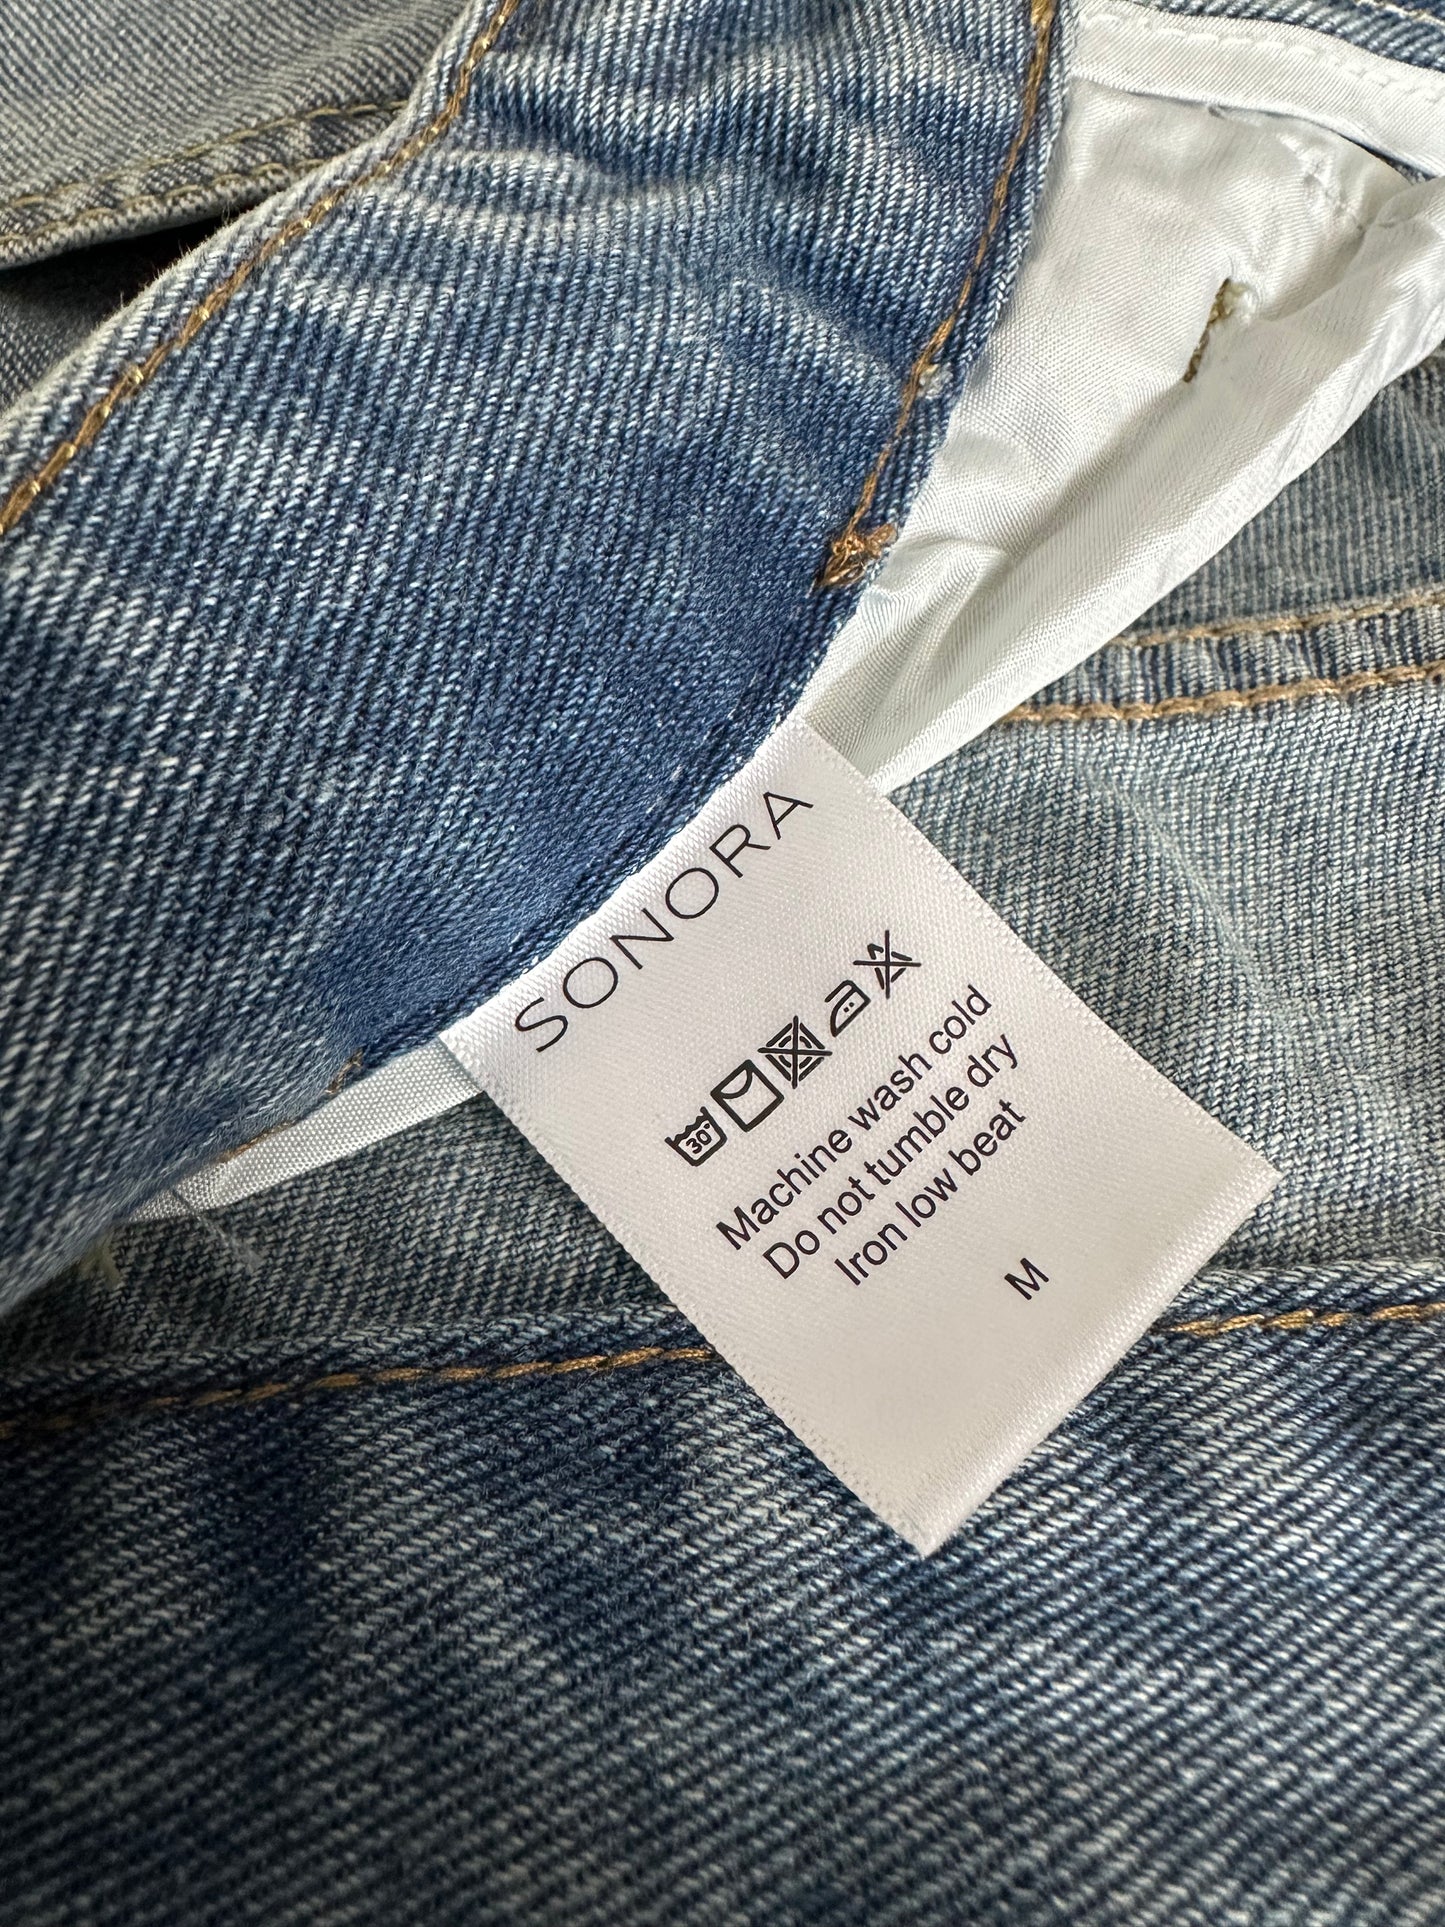 SONORA
30°
Machine wash cold
Do not tumble dry
Iron low beat
M